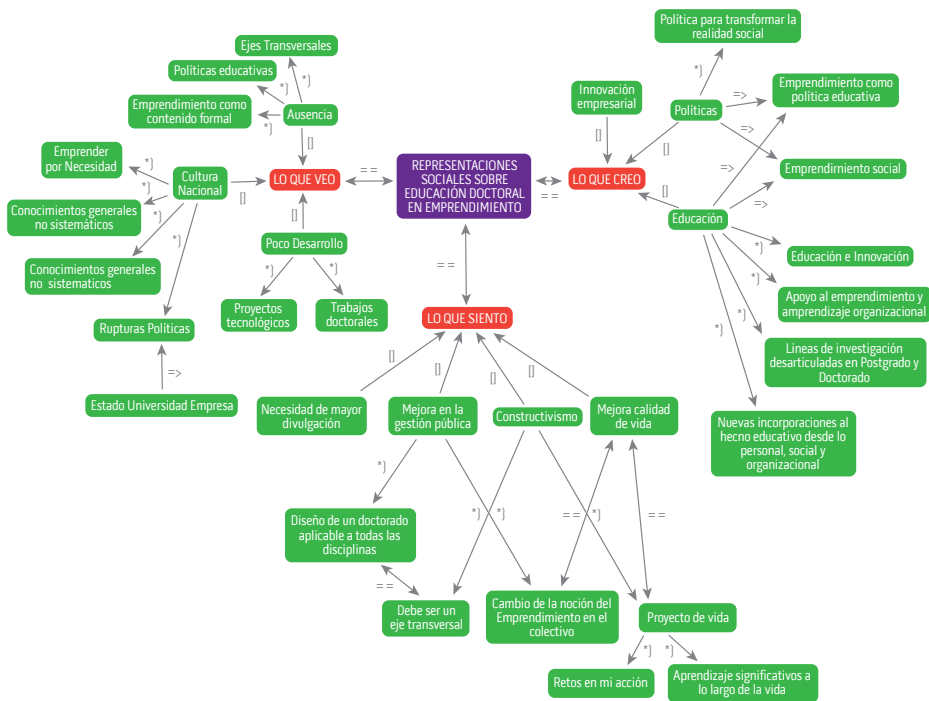 Política para transformar la
realidad social
Ejes Transversales
Políticas educativas
*}
*}
*}
Emprendimiento como
contenido formal
*}
Ausencia
[]
Innovación
empresarial
[]
Políticas
=>
Emprendimiento como
política educativa
=>
[]
=>
Emprender
por Necesidad
*}
*}
Cultura
Nacional
[]
LO QUE VEO
==
REPRESENTACIONES
SOCIALES SOBRE
EDUCACIÓN DOCTORAL
EN EMPRENDIMIENTO
==
LO QUE CREO
Emprendirmiento social
[]
=>
Conocimientos generales
no sistemáticos
*}
*}
[]
Educación
Poco Desarrollo
*}
*}
==
*}
Educación e Innovación
Conocimientos generales
no sistematicos
*}
Apoyo al emprendimiento y
amprendizaje organizacional
Proyectos
tecnológicos
Trabajos
doctorales
LO QUE SIENTO
*}
*}
Rupturas Políticas
=>
[]
[]
[]
[]
Lineas de investigación
desarticuladas en Postgrado y
Doctorado
Estado Universidad Empresa
Necesidad de mayor
divulgación
Mejora en la
gestión pública
Constructivismo
Mejora calidad
de vida
Nuevas incorporaciones al
hecno educativo desde lo
personal, social y
organizacional
*}
Diseño de un doctorado
aplicable a todas las
disciplinas
*}
*}
==
*}
==
==
Debe ser un
eje transversal
Cambio de la noción del
Emprendimiento en el
colectivo
Proyecto de vida
*}
*}
Retos en mi acción
Aprendizaje significativos a
lo largo de la vida